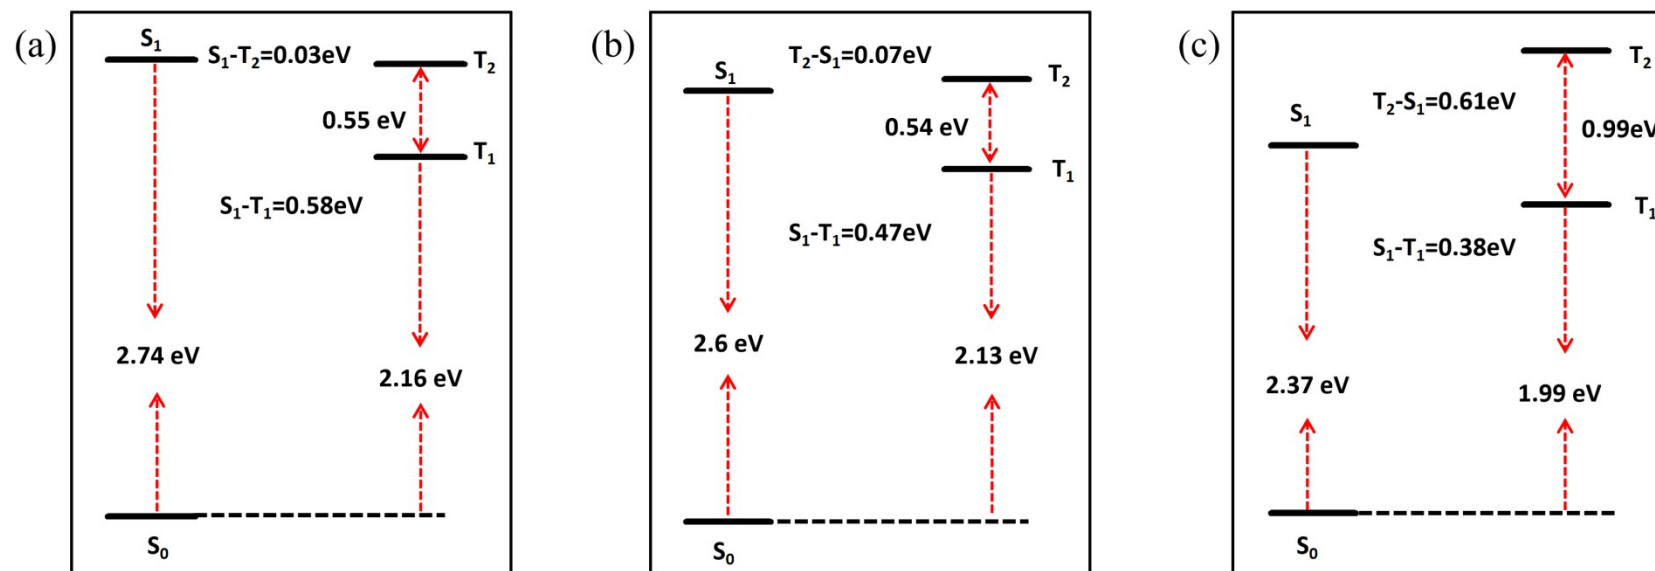 (a)
S₁
S₁-T₂=0.03eV
T₂
0.55 eV
T₁
S₁-T₁=0.58eV
2.74 eV
2.16 eV
S₀
(b)
S₁
T₂-S₁=0.07eV
T₂
0.54 eV
T₁
S₁-T₁=0.47eV
2.6 eV
2.13 eV
S₀
(c)
S₁
T₂-S₁=0.61eV
T₂
0.99eV
T₁
S₁-T₁=0.38eV
2.37 eV
1.99 eV
S₀